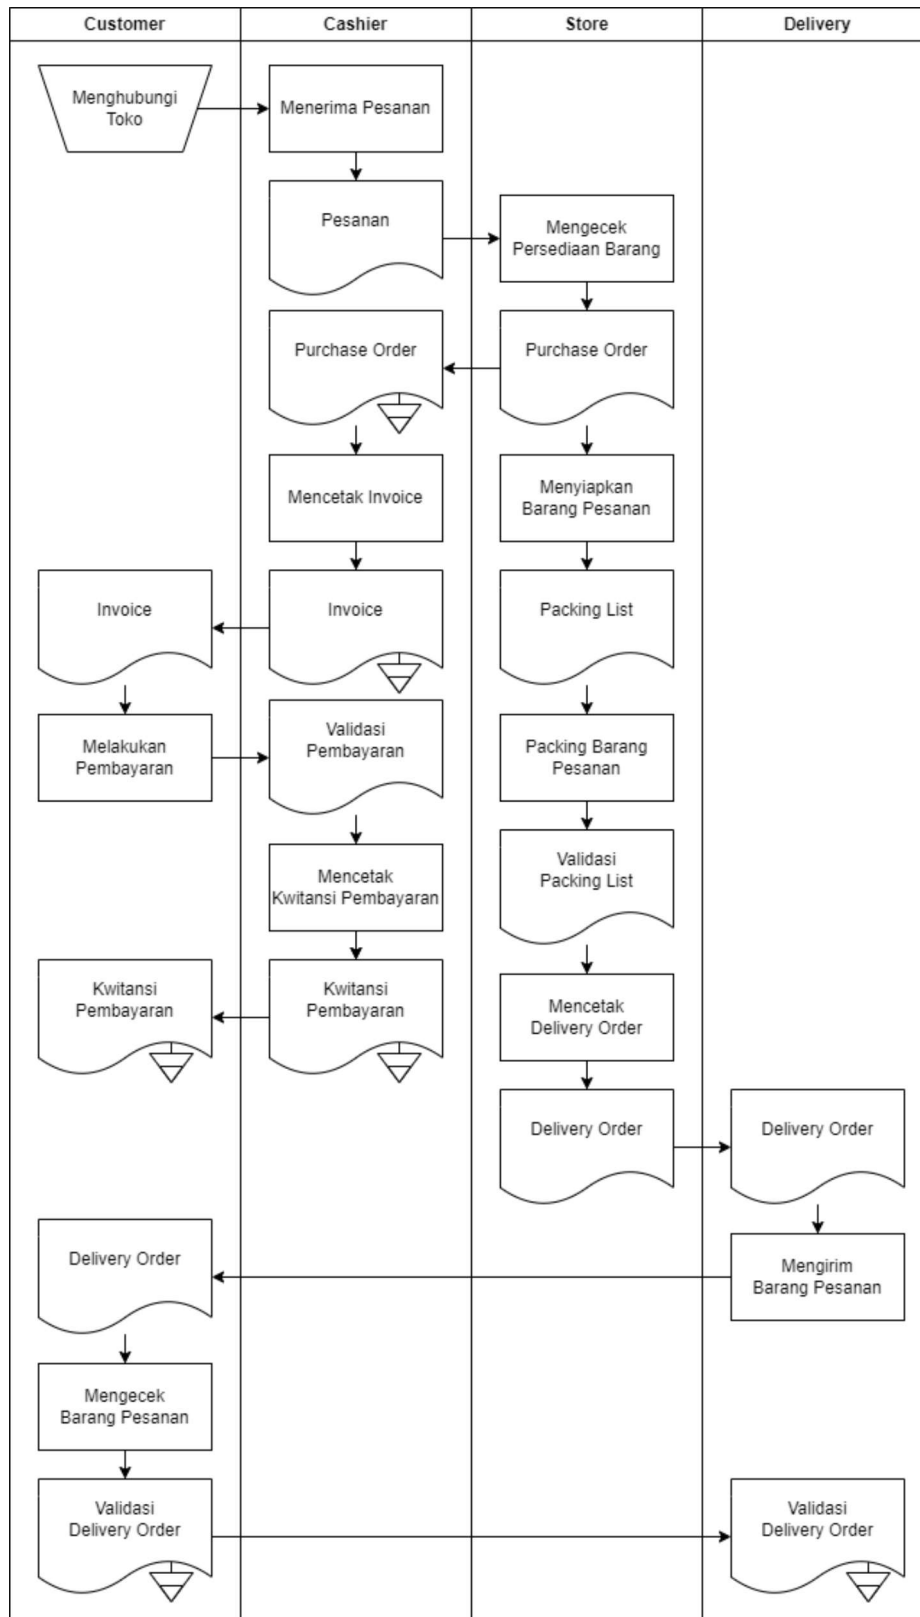 Customer
Cashier
Store
Delivery
Menghubungi
Toko
Menerima Pesanan
Pesanan
Mengecek
Persediaan Barang
Purchase Order
Purchase Order
Mencetak Invoice
Menyiapkan
Barang Pesanan
Invoice
Invoice
Packing List
Melakukan
Pembayaran
Validasi
Pembayaran
Packing Barang
Pesanan
Mencetak
Kwitansi Pembayaran
Validasi
Packing List
Kwitansi
Pembayaran
Kwitansi
Pembayaran
Mencetak
Delivery Order
Delivery Order
Delivery Order
Delivery Order
Mengirim
Barang Pesanan
Mengecek
Barang Pesanan
Validasi
Delivery Order
Validasi
Delivery Order